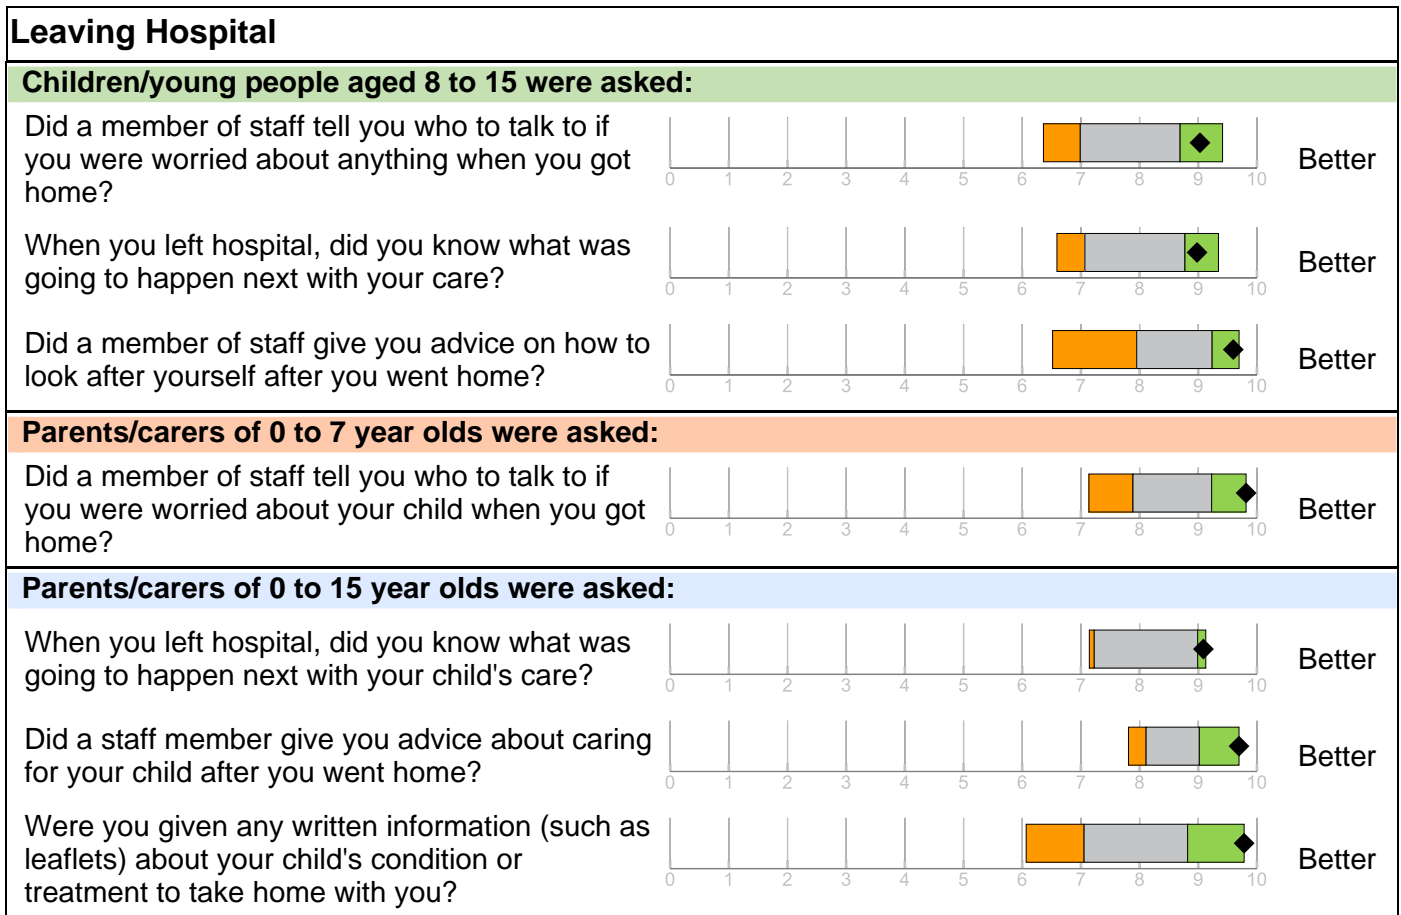 Leaving Hospital
Children/young people aged 8 to 15 were asked:
Did a member of staff tell you who to talk to if
you were worried about anything when you got
home?
0 1 2 3 4 5 6 7 8 9 10
Better
When you left hospital, did you know what was
going to happen next with your care?
0 1 2 3 4 5 6 7 8 9 10
Better
Did a member of staff give you advice on how to
look after yourself after you went home?
0 1 2 3 4 5 6 7 8 9 10
Better
Parents/carers of 0 to 7 year olds were asked:
Did a member of staff tell you who to talk to if
you were worried about your child when you got
home?
0 1 2 3 4 5 6 7 8 9 10
Better
Parents/carers of 0 to 15 year olds were asked:
When you left hospital, did you know what was
going to happen next with your child's care?
0 1 2 3 4 5 6 7 8 9 10
Better
Did a staff member give you advice about caring
for your child after you went home?
0 1 2 3 4 5 6 7 8 9 10
Better
Were you given any written information (such as
leaflets) about your child's condition or
treatment to take home with you?
0 1 2 3 4 5 6 7 8 9 10
Better